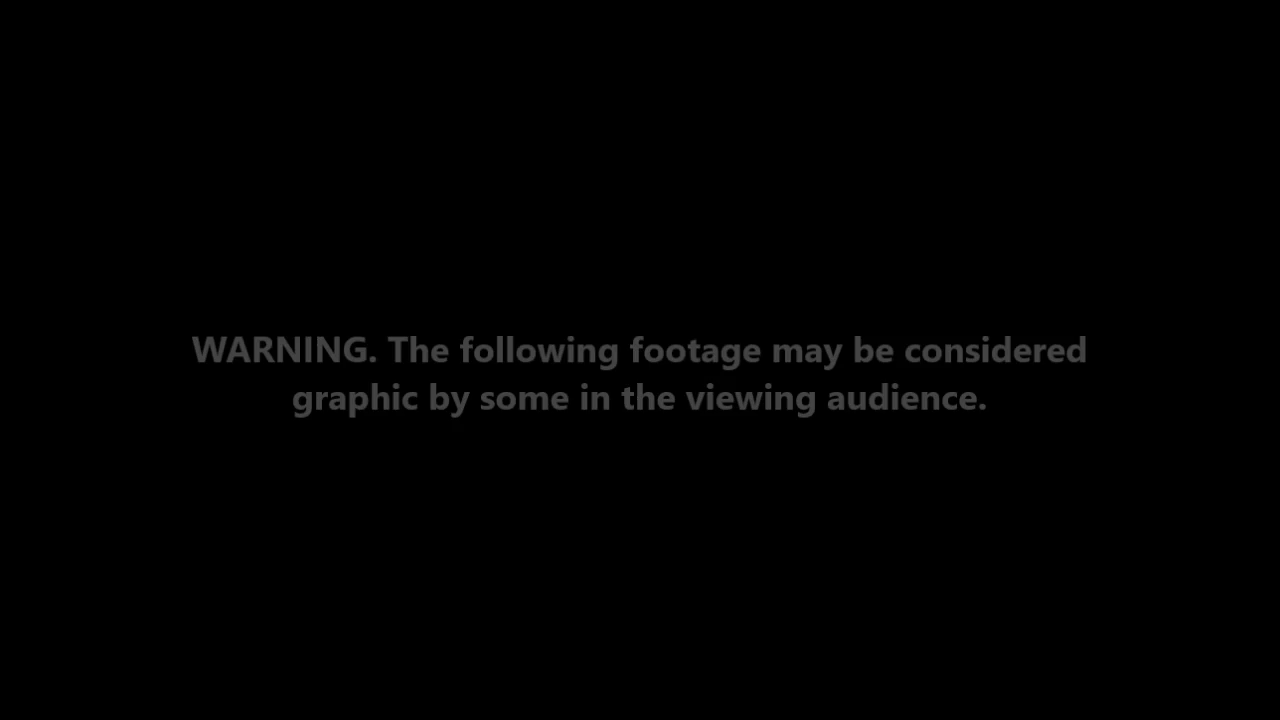 WARNING. The following footage may be considered
graphic by some in the viewing audience.